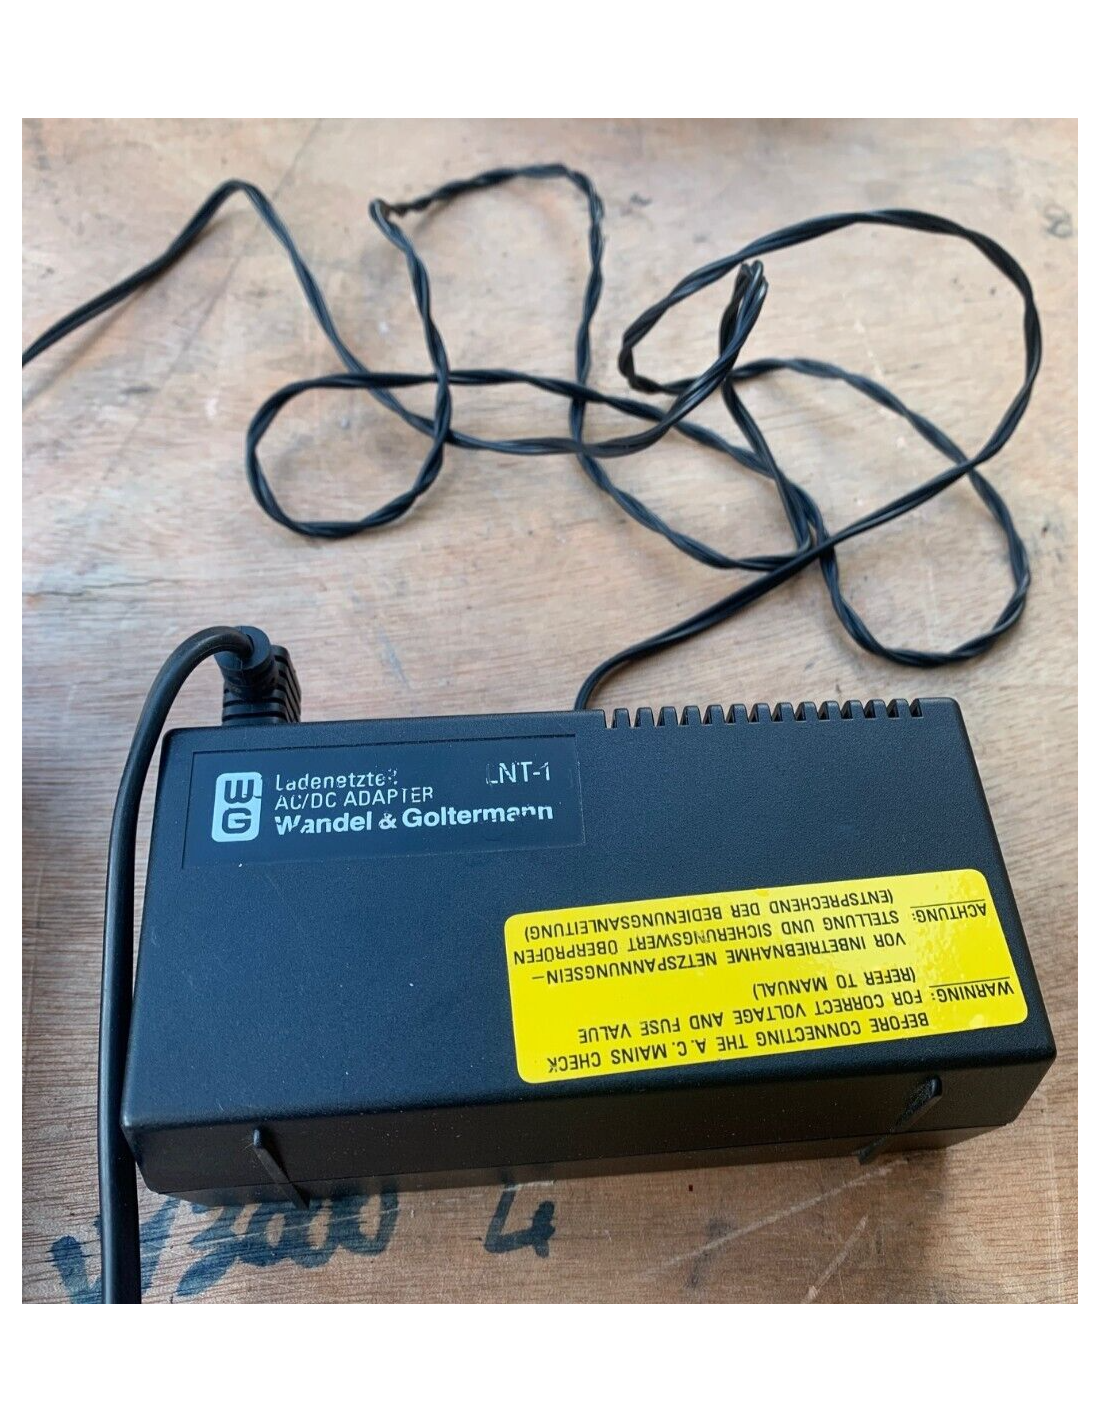 WG
Ladenetzteil LNT-1
AC/DC ADAPTER
Wandel & Goltermann
WARNING: BEFORE CONNECTING THE A.C. MAINS CHECK
FOR CORRECT VOLTAGE AND FUSE VALUE
(REFER TO MANUAL)
ACHTUNG: VOR INBETRIEBNAHME NETZSPANNUNGSEIN-
STELLUNG UND SICHERUNGSWERT ÜBERPRÜFEN
(ENTSPRECHEND DER BEDIENUNGSANLEITUNG)